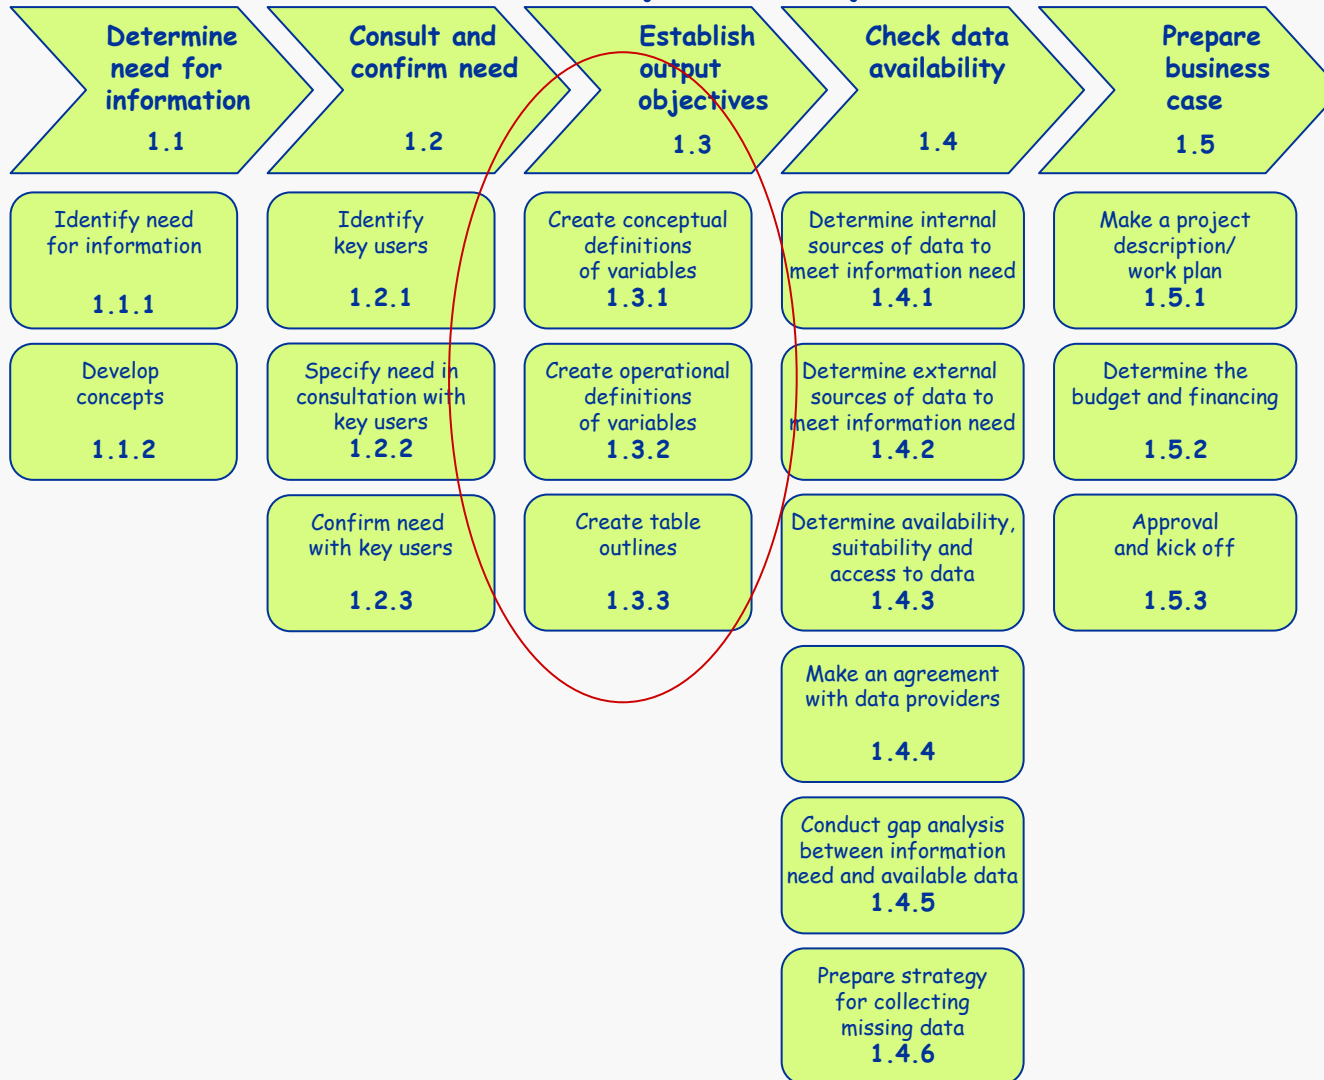 Determine
need for
information
1.1
Consult and
confirm need
1.2
Establish
output
objectives
1.3
Check data
availability
1.4
Prepare
business
case
1.5
Identify need
for information
1.1.1
Develop
concepts
1.1.2
Identify
key users
1.2.1
Specify need in
consultation with
key users
1.2.2
Confirm need
with key users
1.2.3
Create conceptual
definitions
of variables
1.3.1
Create operational
definitions
of variables
1.3.2
Create table
outlines
1.3.3
Determine internal
sources of data to
meet information need
1.4.1
Determine external
sources of data to
meet information need
1.4.2
Determine availability,
suitability and
access to data
1.4.3
Make an agreement
with data providers
1.4.4
Conduct gap analysis
between information
need and available data
1.4.5
Prepare strategy
for collecting
missing data
1.4.6
Make a project
description/
work plan
1.5.1
Determine the
budget and financing
1.5.2
Approval
and kick off
1.5.3